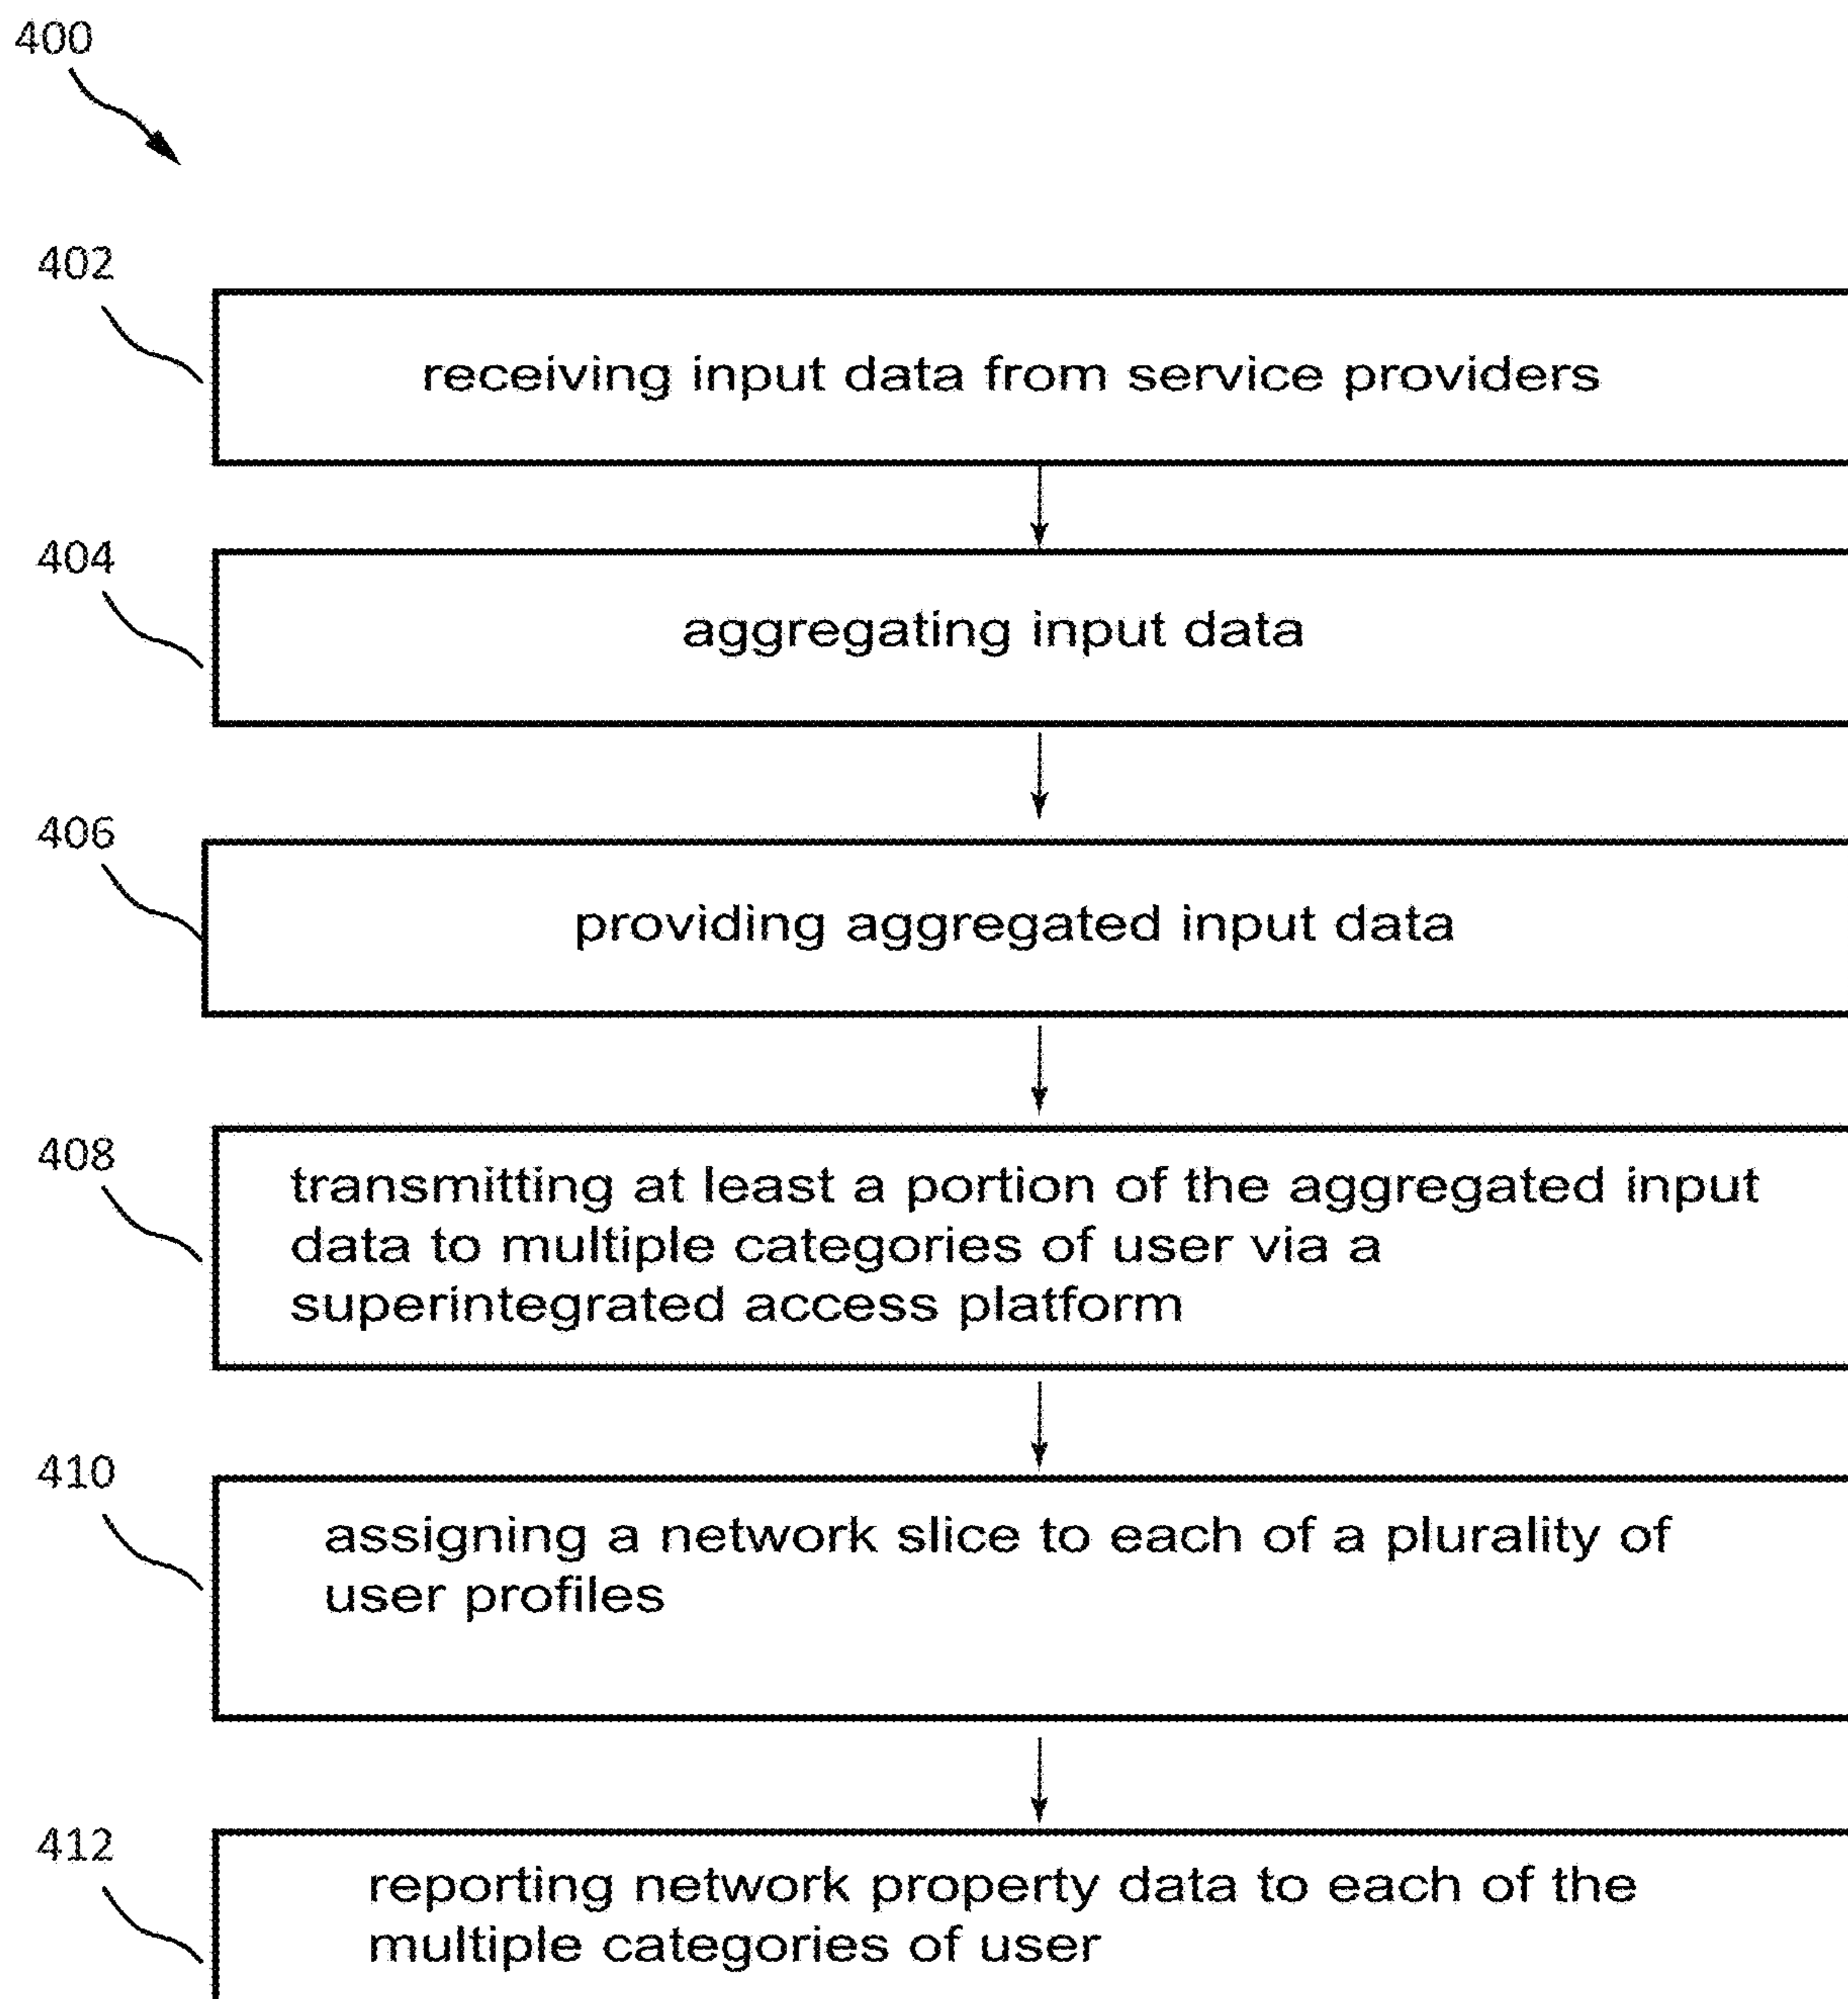 400
402
receiving input data from service providers
404
aggregating input data
406
providing aggregated input data
408
transmitting at least a portion of the aggregated input
data to multiple categories of user via a
superintegrated access platform
410
assigning a network slice to each of a plurality of
user profiles
412
reporting network property data to each of the
multiple categories of user